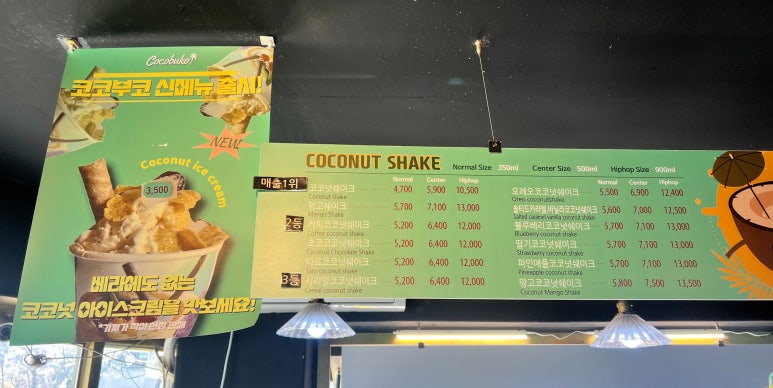 Cocobuko
코코부코 신메뉴 출시!
NEW
Coconut ice cream
3,500
베라에도 없는
코코넛 아이스크림을 맛보세요!
COCONUT SHAKE Normal Size 350ml Center Size 500ml Hiphop Size 900ml
Normal Center Hiphop
매출1위 코코넛쉐이크 4,700 5,900 10,500
Coconut shake
망고쉐이크 5,700 7,100 13,000
Mango Shake
2등 커피코코넛쉐이크 5,200 6,400 12,000
Coffee coconut shake
초코코코넛쉐이크 5,200 6,400 12,000
Coconut Chocolate Shake
타로코코넛쉐이크 5,200 6,400 12,000
Taro coconut shake
3등 시리얼코코넛쉐이크 5,200 6,400 12,000
Cereal coconut shake
Normal Center Hiphop
오레오코코넛쉐이크 5,500 6,900 12,400
Oreo coconutshake
솔티드카라멜바닐라코코넛쉐이크 5,600 7,000 12,500
Salted caramelvanilla coconut shake
블루베리코코넛쉐이크 5,700 7,100 13,000
Blueberry coconut shake
딸기코코넛쉐이크 5,700 7,100 13,000
Strawberry coconut shake
파인애플코코넛쉐이크 5,700 7,100 13,000
Pineapple coconut shake
망고코코넛쉐이크 5,800 7,500 13,500
Coconut Mango Shake